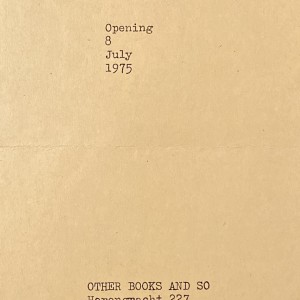 Opening
8
July
1975
OTHER BOOKS AND SO
Herengracht 227